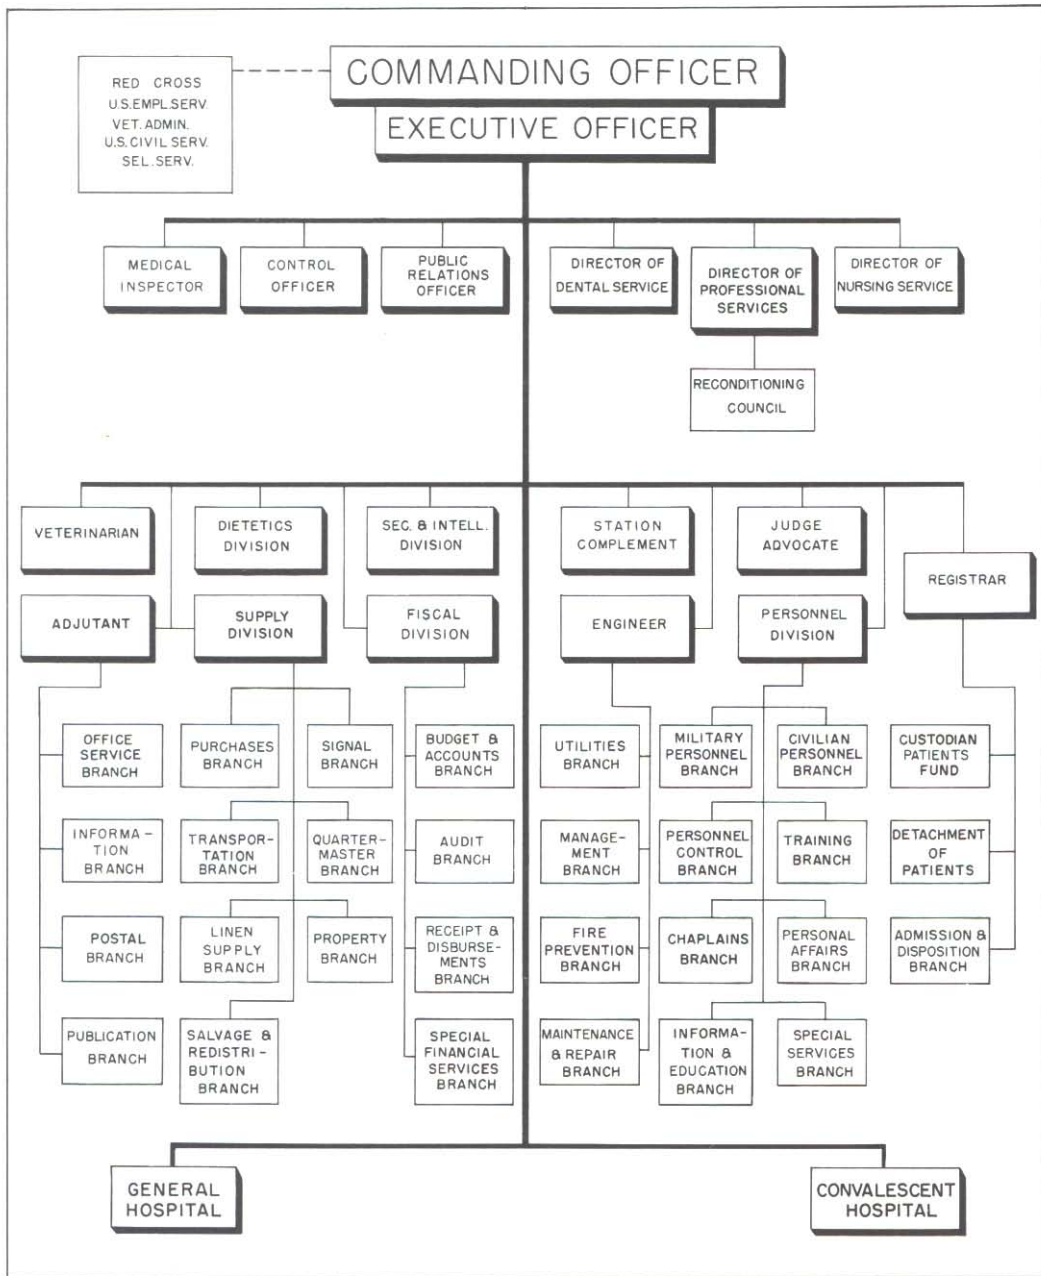 RED CROSS
U.S.EMPL.SERV.
VET.ADMIN.
U.S.CIVIL SERV.
SEL.SERV.
COMMANDING OFFICER
EXECUTIVE OFFICER
MEDICAL
INSPECTOR
CONTROL
OFFICER
PUBLIC
RELATIONS
OFFICER
DIRECTOR OF
DENTAL SERVICE
DIRECTOR OF
PROFESSIONAL
SERVICES
DIRECTOR OF
NURSING SERVICE
RECONDITIONING
COUNCIL
VETERINARIAN
DIETETICS
DIVISION
SEC. & INTELL.
DIVISION
STATION
COMPLEMENT
JUDGE
ADVOCATE
REGISTRAR
ADJUTANT
SUPPLY
DIVISION
FISCAL
DIVISION
ENGINEER
PERSONNEL
DIVISION
OFFICE
SERVICE
BRANCH
PURCHASES
BRANCH
SIGNAL
BRANCH
BUDGET &
ACCOUNTS
BRANCH
UTILITIES
BRANCH
MILITARY
PERSONNEL
BRANCH
CIVILIAN
PERSONNEL
BRANCH
CUSTODIAN
PATIENTS
FUND
INFORMA-
TION
BRANCH
TRANSPOR-
TATION
BRANCH
QUARTER-
MASTER
BRANCH
AUDIT
BRANCH
MANAGE-
MENT
BRANCH
PERSONNEL
CONTROL
BRANCH
TRAINING
BRANCH
DETACHMENT
OF
PATIENTS
POSTAL
BRANCH
LINEN
SUPPLY
BRANCH
PROPERTY
BRANCH
RECEIPT &
DISBURSE-
MENTS
BRANCH
FIRE
PREVENTION
BRANCH
CHAPLAINS
BRANCH
PERSONAL
AFFAIRS
BRANCH
ADMISSION &
DISPOSITION
BRANCH
PUBLICATION
BRANCH
SALVAGE &
REDISTRI-
BUTION
BRANCH
SPECIAL
FINANCIAL
SERVICES
BRANCH
MAINTENANCE
& REPAIR
BRANCH
INFORMA-
TION &
EDUCATION
BRANCH
SPECIAL
SERVICES
BRANCH
GENERAL
HOSPITAL
CONVALESCENT
HOSPITAL